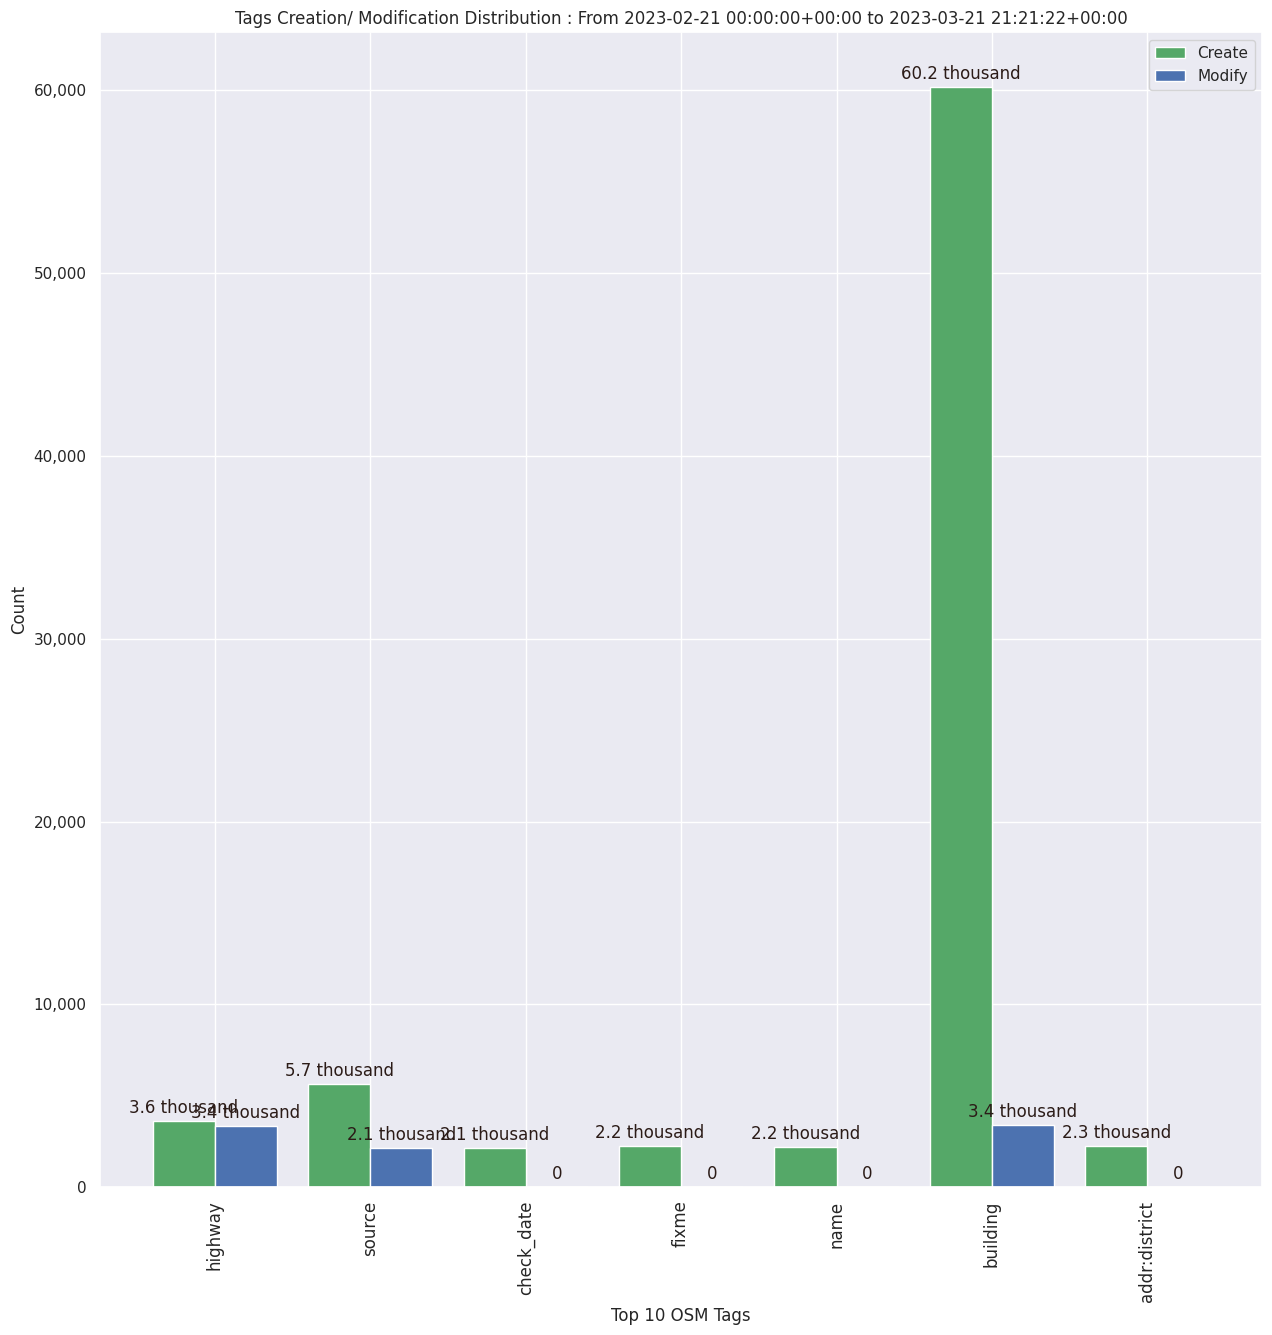 Tags Creation/ Modification Distribution : From 2023-02-21 00:00:00+00:00 to 2023-03-21 21:21:22+00:00
Create
Modify
60,000
50,000
40,000
30,000
20,000
10,000
0
Count
3.6 thousand
3.4 thousand
5.7 thousand
2.1 thousand
2.1 thousand
0
2.2 thousand
0
2.2 thousand
0
60.2 thousand
3.4 thousand
2.3 thousand
0
highway
source
check_date
fixme
name
building
addr:district
Top 10 OSM Tags